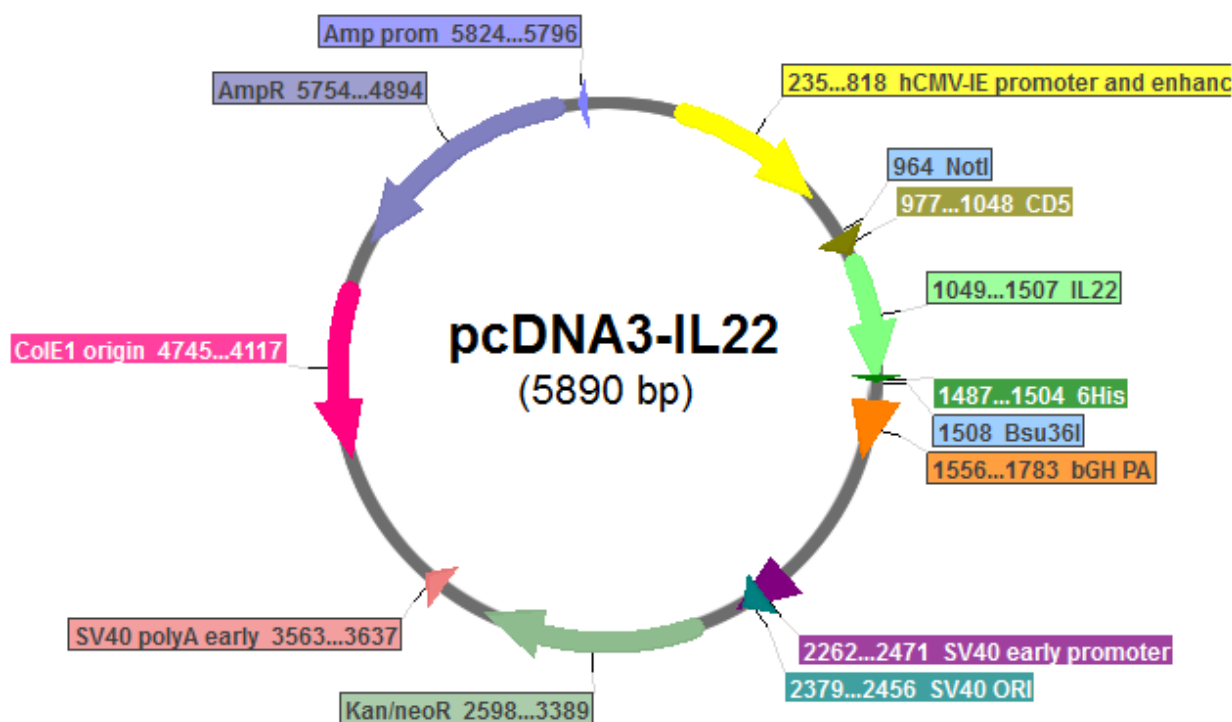 Amp prom 5824...5796
AmpR 5754...4894
235...818 hCMV-IE promoter and enhanc
964 NotI
977...1048 CD5
1049...1507 IL22
pcDNA3-IL22
(5890 bp)
ColE1 origin 4745...4117
1487...1504 6His
1508 Bsu36I
1556...1783 bGH PA
SV40 polyA early 3563...3637
2262...2471 SV40 early promoter
2379...2456 SV40 ORI
Kan/neoR 2598...3389